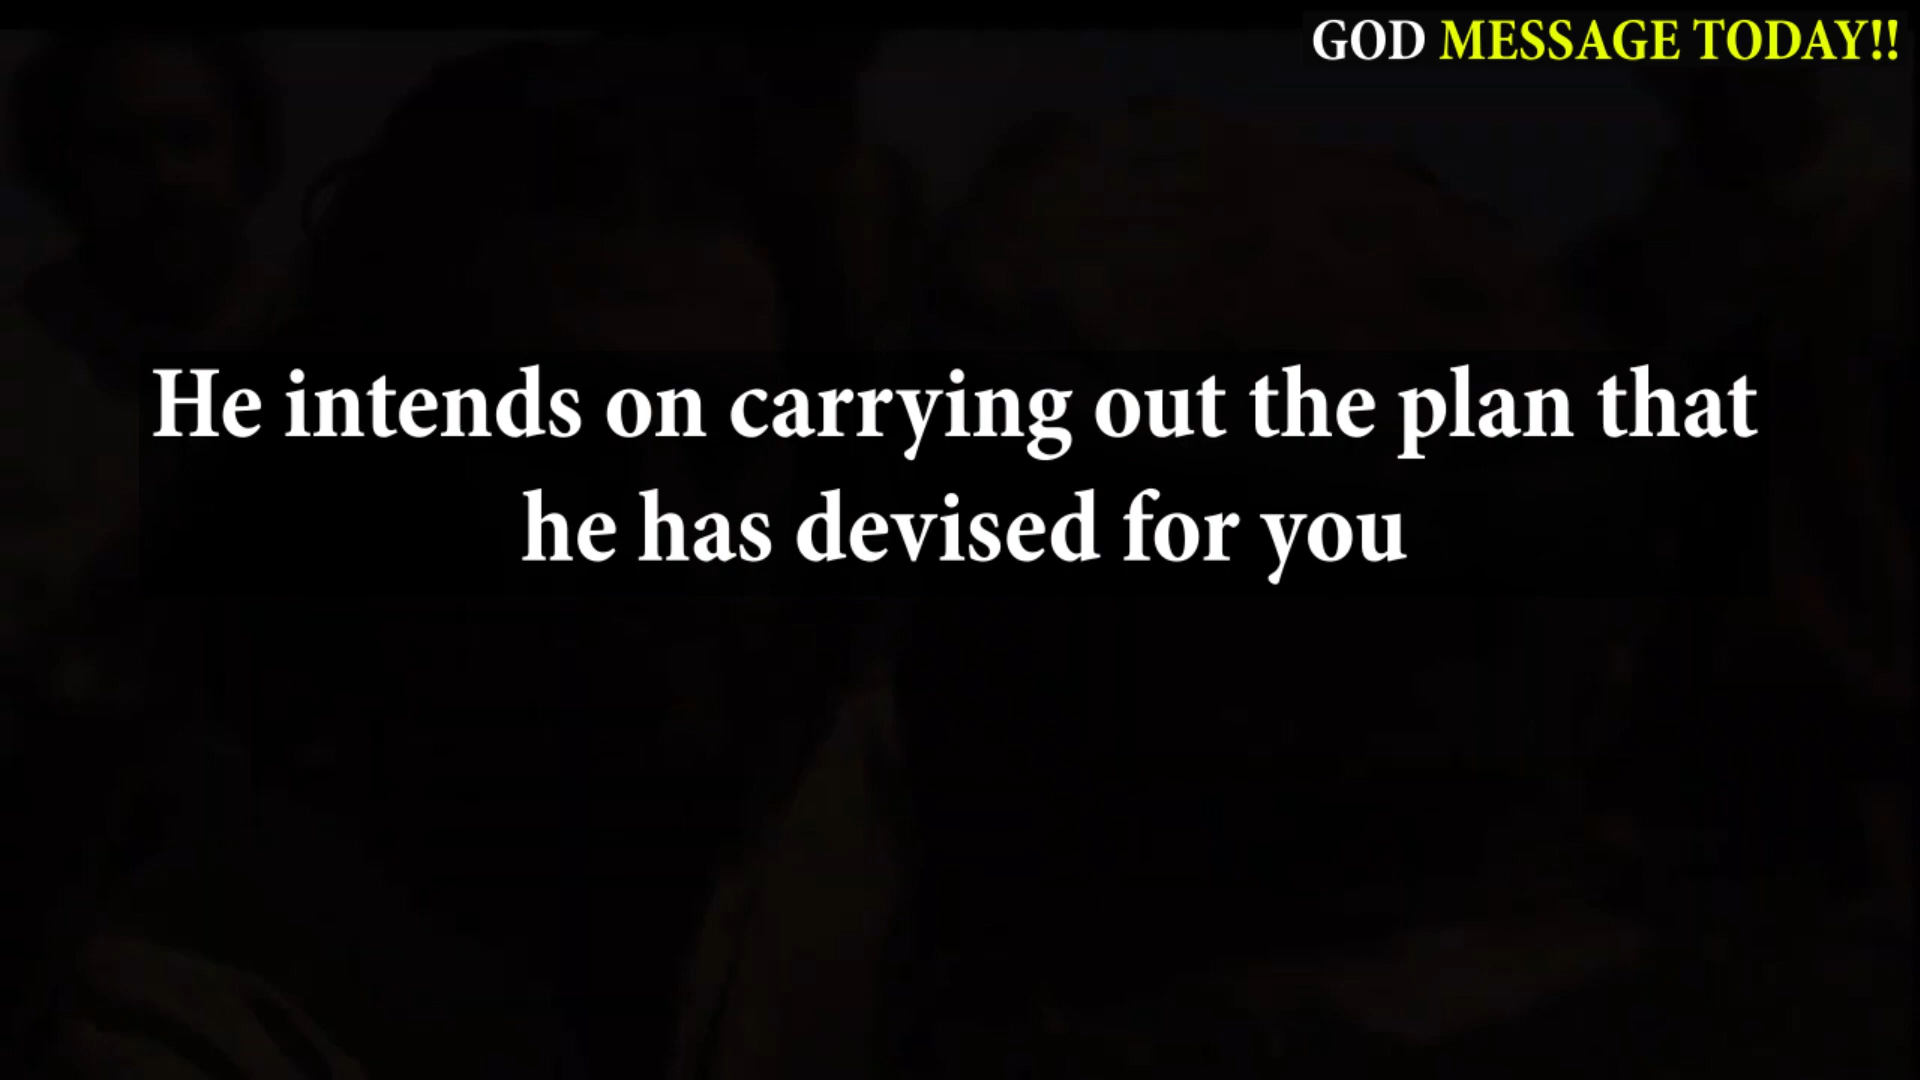 GOD MESSAGE TODAY!!
He intends on carrying out the plan that
he has devised for you